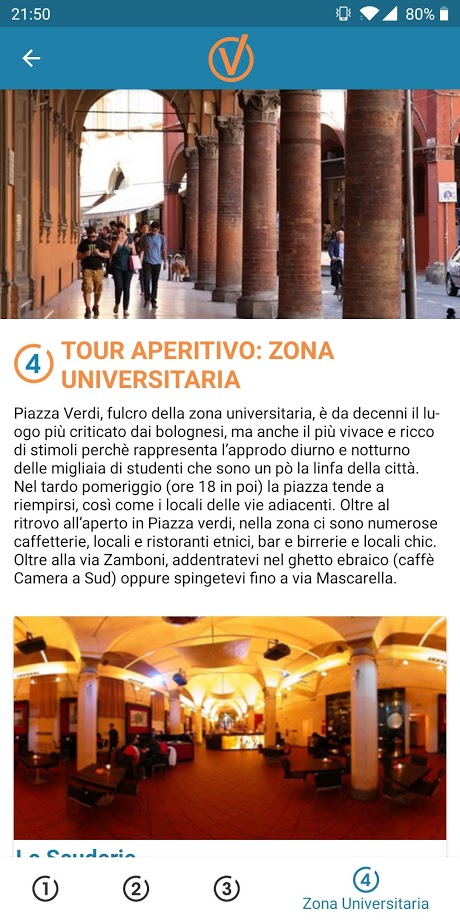 21:50
80%
4
TOUR APERITIVO: ZONA
UNIVERSITARIA
Piazza Verdi, fulcro della zona universitaria, è da decenni il lu-
ogo più criticato dai bolognesi, ma anche il più vivace e ricco
di stimoli perchè rappresenta l'approdo diurno e notturno
delle migliaia di studenti che sono un pò la linfa della città.
Nel tardo pomeriggio (ore 18 in poi) la piazza tende a
riempirsi, così come i locali delle vie adiacenti. Oltre al
ritrovo all'aperto in Piazza verdi, nella zona ci sono numerose
caffetterie, locali e ristoranti etnici, bar e birrerie e locali chic.
Oltre alla via Zamboni, addentratevi nel ghetto ebraico (caffè
Camera a Sud) oppure spingetevi fino a via Mascarella.
Le Scuderie
1
2
3
4
Zona Universitaria